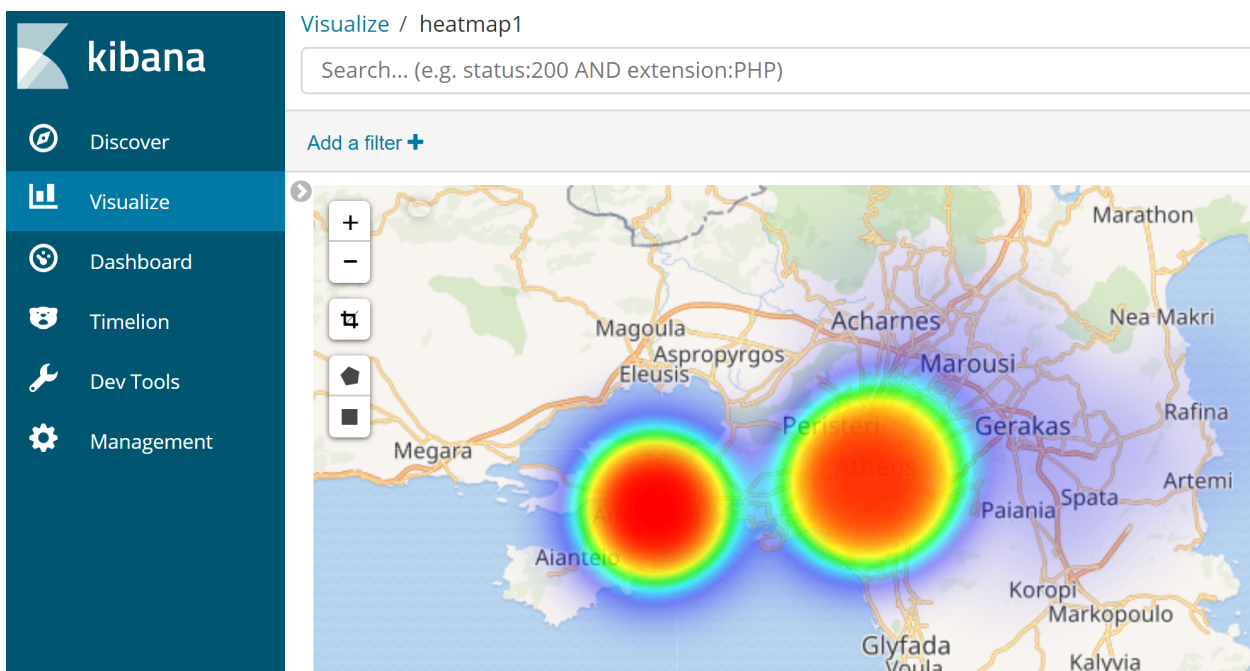 kibana
Discover
Visualize
Dashboard
Timelion
Dev Tools
Management
Visualize / heatmap1
Search... (e.g. status:200 AND extension:PHP)
Add a filter +
+
−
Marathon
Nea Makri
Magoula
Acharnes
Aspropyrgos
Marousi
Eleusis
Rafina
Peristeri
Gerakas
Megara
Athens
Artemi
Spata
Paiania
Aianteio
Koropi
Markopoulo
Glyfada
Voula
Kalyvia